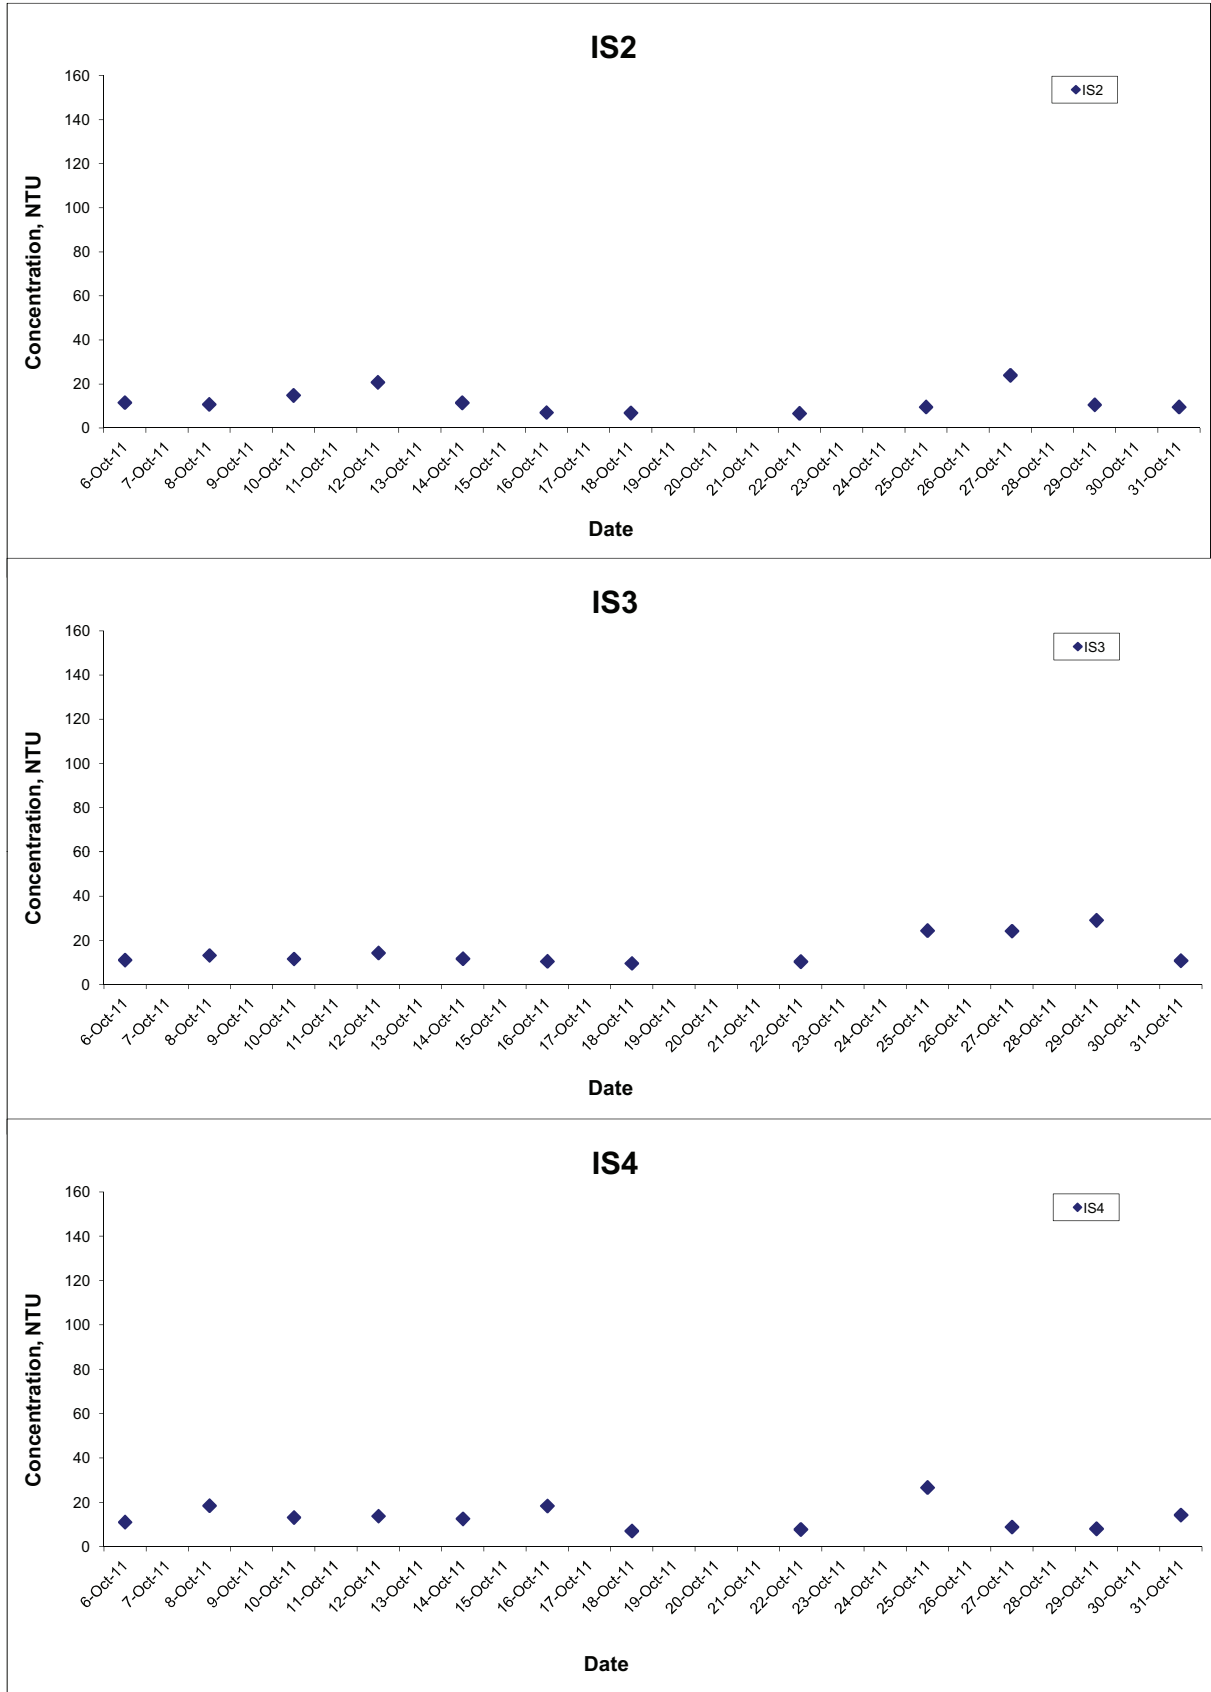 IS2
160
140
120
100
80
60
40
20
0
Concentration, NTU
IS2
6-Oct-11
7-Oct-11
8-Oct-11
9-Oct-11
10-Oct-11
11-Oct-11
12-Oct-11
13-Oct-11
14-Oct-11
15-Oct-11
16-Oct-11
17-Oct-11
18-Oct-11
19-Oct-11
20-Oct-11
21-Oct-11
22-Oct-11
23-Oct-11
24-Oct-11
25-Oct-11
26-Oct-11
27-Oct-11
28-Oct-11
29-Oct-11
30-Oct-11
31-Oct-11
Date
IS3
160
140
120
100
80
60
40
20
0
Concentration, NTU
IS3
6-Oct-11
7-Oct-11
8-Oct-11
9-Oct-11
10-Oct-11
11-Oct-11
12-Oct-11
13-Oct-11
14-Oct-11
15-Oct-11
16-Oct-11
17-Oct-11
18-Oct-11
19-Oct-11
20-Oct-11
21-Oct-11
22-Oct-11
23-Oct-11
24-Oct-11
25-Oct-11
26-Oct-11
27-Oct-11
28-Oct-11
29-Oct-11
30-Oct-11
31-Oct-11
Date
IS4
160
140
120
100
80
60
40
20
0
Concentration, NTU
IS4
6-Oct-11
7-Oct-11
8-Oct-11
9-Oct-11
10-Oct-11
11-Oct-11
12-Oct-11
13-Oct-11
14-Oct-11
15-Oct-11
16-Oct-11
17-Oct-11
18-Oct-11
19-Oct-11
20-Oct-11
21-Oct-11
22-Oct-11
23-Oct-11
24-Oct-11
25-Oct-11
26-Oct-11
27-Oct-11
28-Oct-11
29-Oct-11
30-Oct-11
31-Oct-11
Date